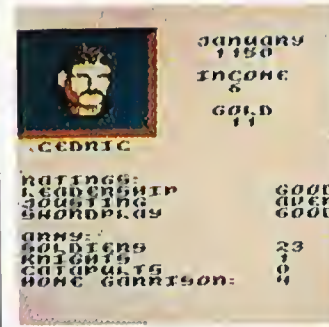 JANUARY
1150
INCOME
6
GOLD
11
CEDRIC
RATINGS:
LEADERSHIP GOOD
JOUSTING AVER
SWORDPLAY GOOD
ARMY:
SOLDIERS 23
KNIGHTS 1
CATAPULTS 0
HOME GARRISON: 4